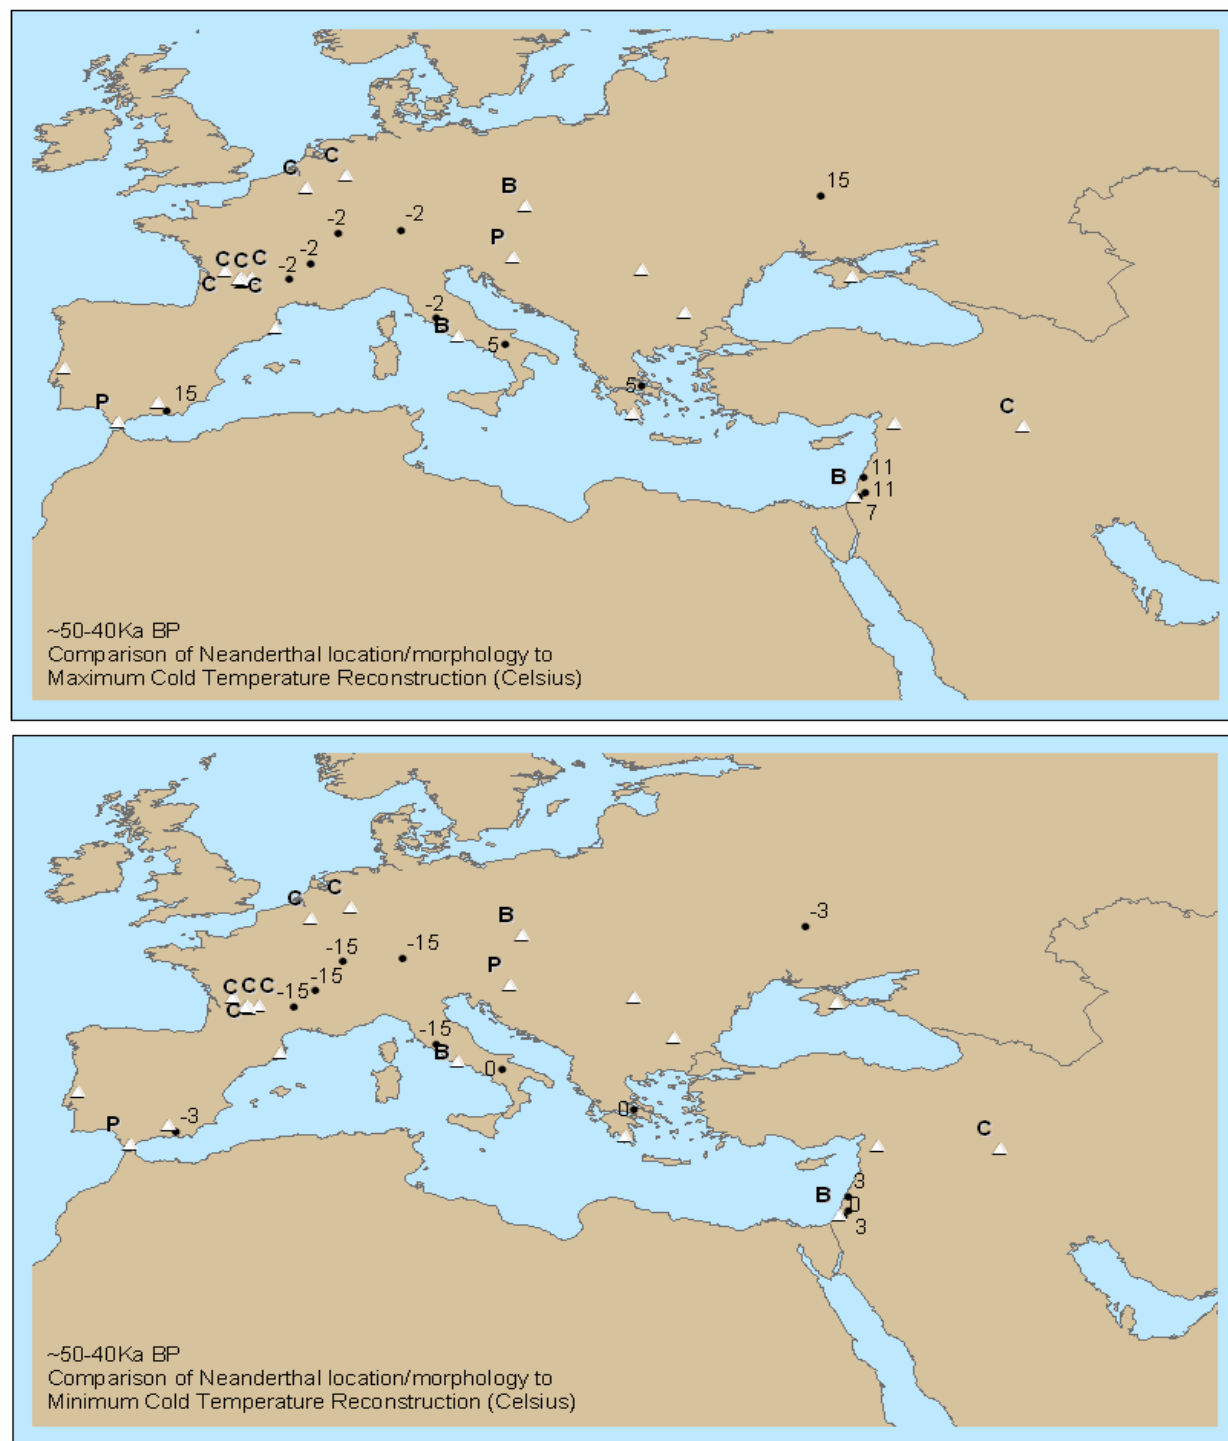 C C
B
15
-2 -2
P
C C C -2
C C -2
-2
B
5
5
P 15
C
B 11
11
7
~50-40Ka BP
Comparison of Neanderthal location/morphology to
Maximum Cold Temperature Reconstruction (Celsius)
C C
B -3
-15 -15
P
C C C -15
C -15
-15
B
0
0
P -3
C
B 3
0
3
~50-40Ka BP
Comparison of Neanderthal location/morphology to
Minimum Cold Temperature Reconstruction (Celsius)